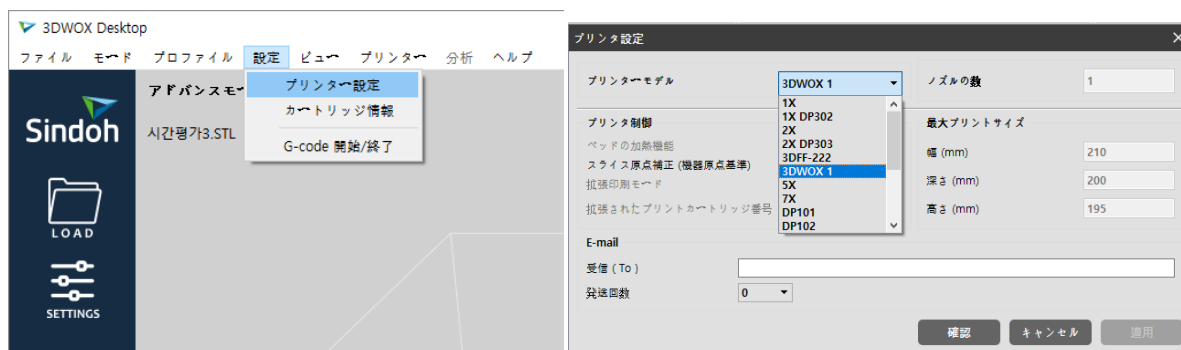 3DWOX Deskto
ファイル モード プロファイル 設定 ビュー プリンター 分析 ヘルプ
プリンター設定
カートリッジ情報
G-code 開始/終了
アドバンスモー
시간평가3.STL
Sindoh
LOAD
SETTINGS
プリンタ設定
プリンターモデル 3DWOX 1
1X
1X DP302
2X
2X DP303
3DFF-222
3DWOX 1
5X
7X
DP101
DP102
ノズルの数 1
プリンタ制御
ベッドの加熱機能
スライス原点補正 (機器原点基準)
拡張印刷モード
拡張されたプリントカートリッジ番号
最大プリントサイズ
幅 (mm) 210
深さ (mm) 200
高さ (mm) 195
E-mail
受信 ( To )
発送回数 0
確認 キャンセル 適用